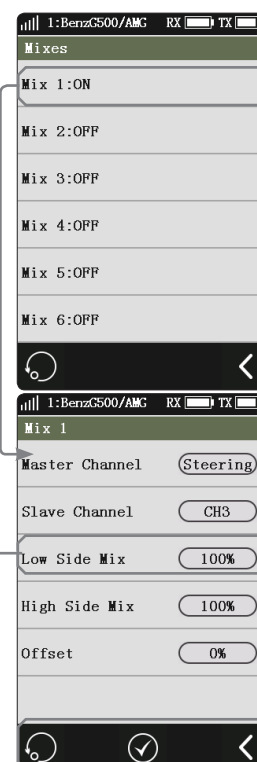 1:BenzG500/AMG RX TX
Mixes
Mix 1:ON
Mix 2:OFF
Mix 3:OFF
Mix 4:OFF
Mix 5:OFF
Mix 6:OFF
1:BenzG500/AMG RX TX
Mix 1
Master Channel Steering
Slave Channel CH3
Low Side Mix 100%
High Side Mix 100%
Offset 0%